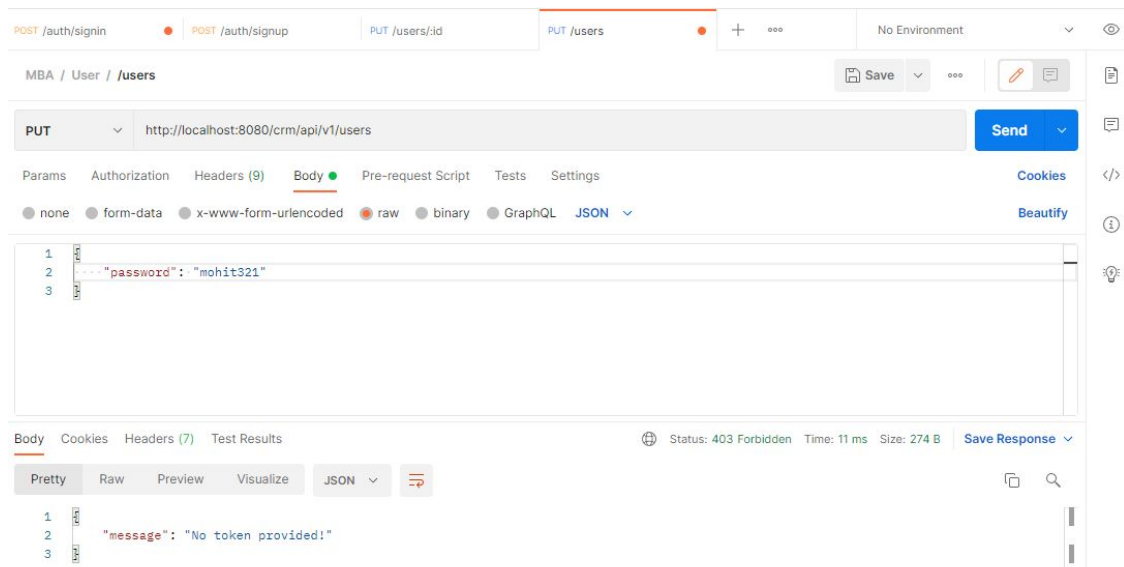 POST /auth/signin POST /auth/signup PUT /users/:id PUT /users No Environment
MBA / User / /users Save
PUT http://localhost:8080/crm/api/v1/users Send
Params Authorization Headers (9) Body Pre-request Script Tests Settings Cookies
none form-data x-www-form-urlencoded raw binary GraphQL JSON Beautify
1 {
2 "password": "mohit321"
3 }
Body Cookies Headers (7) Test Results Status: 403 Forbidden Time: 11 ms Size: 274 B Save Response
Pretty Raw Preview Visualize JSON
1 {
2 "message": "No token provided!"
3 }